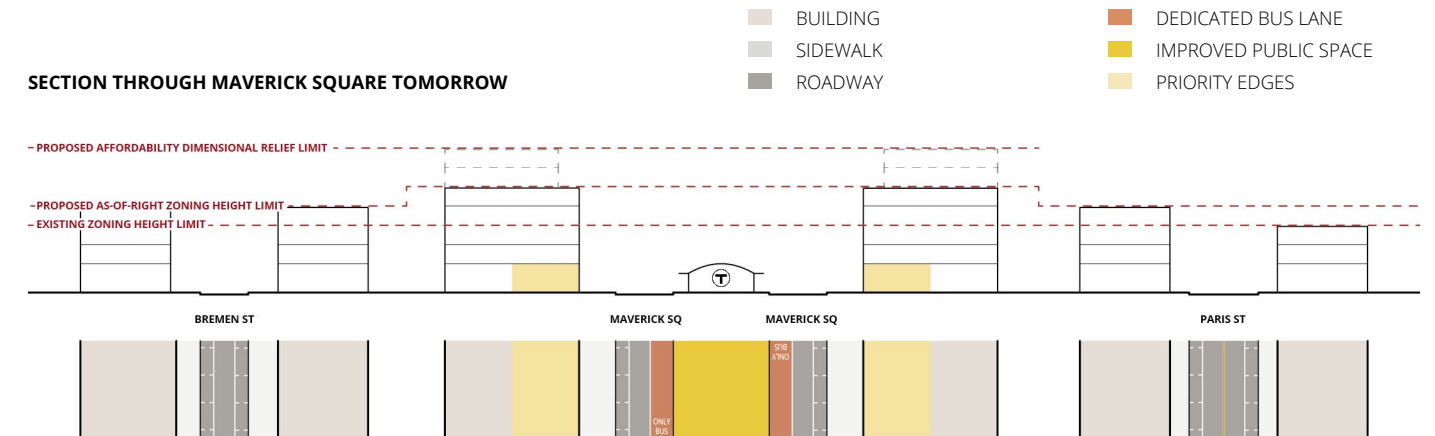 BUILDING
DEDICATED BUS LANE
SIDEWALK
IMPROVED PUBLIC SPACE
SECTION THROUGH MAVERICK SQUARE TOMORROW
ROADWAY
PRIORITY EDGES
PROPOSED AFFORDABILITY DIMENSIONAL RELIEF LIMIT
PROPOSED AS-OF-RIGHT ZONING HEIGHT LIMIT
EXISTING ZONING HEIGHT LIMIT
T
BREMEN ST
MAVERICK SQ
MAVERICK SQ
PARIS ST
BUS
ONLY
ONLY
BUS